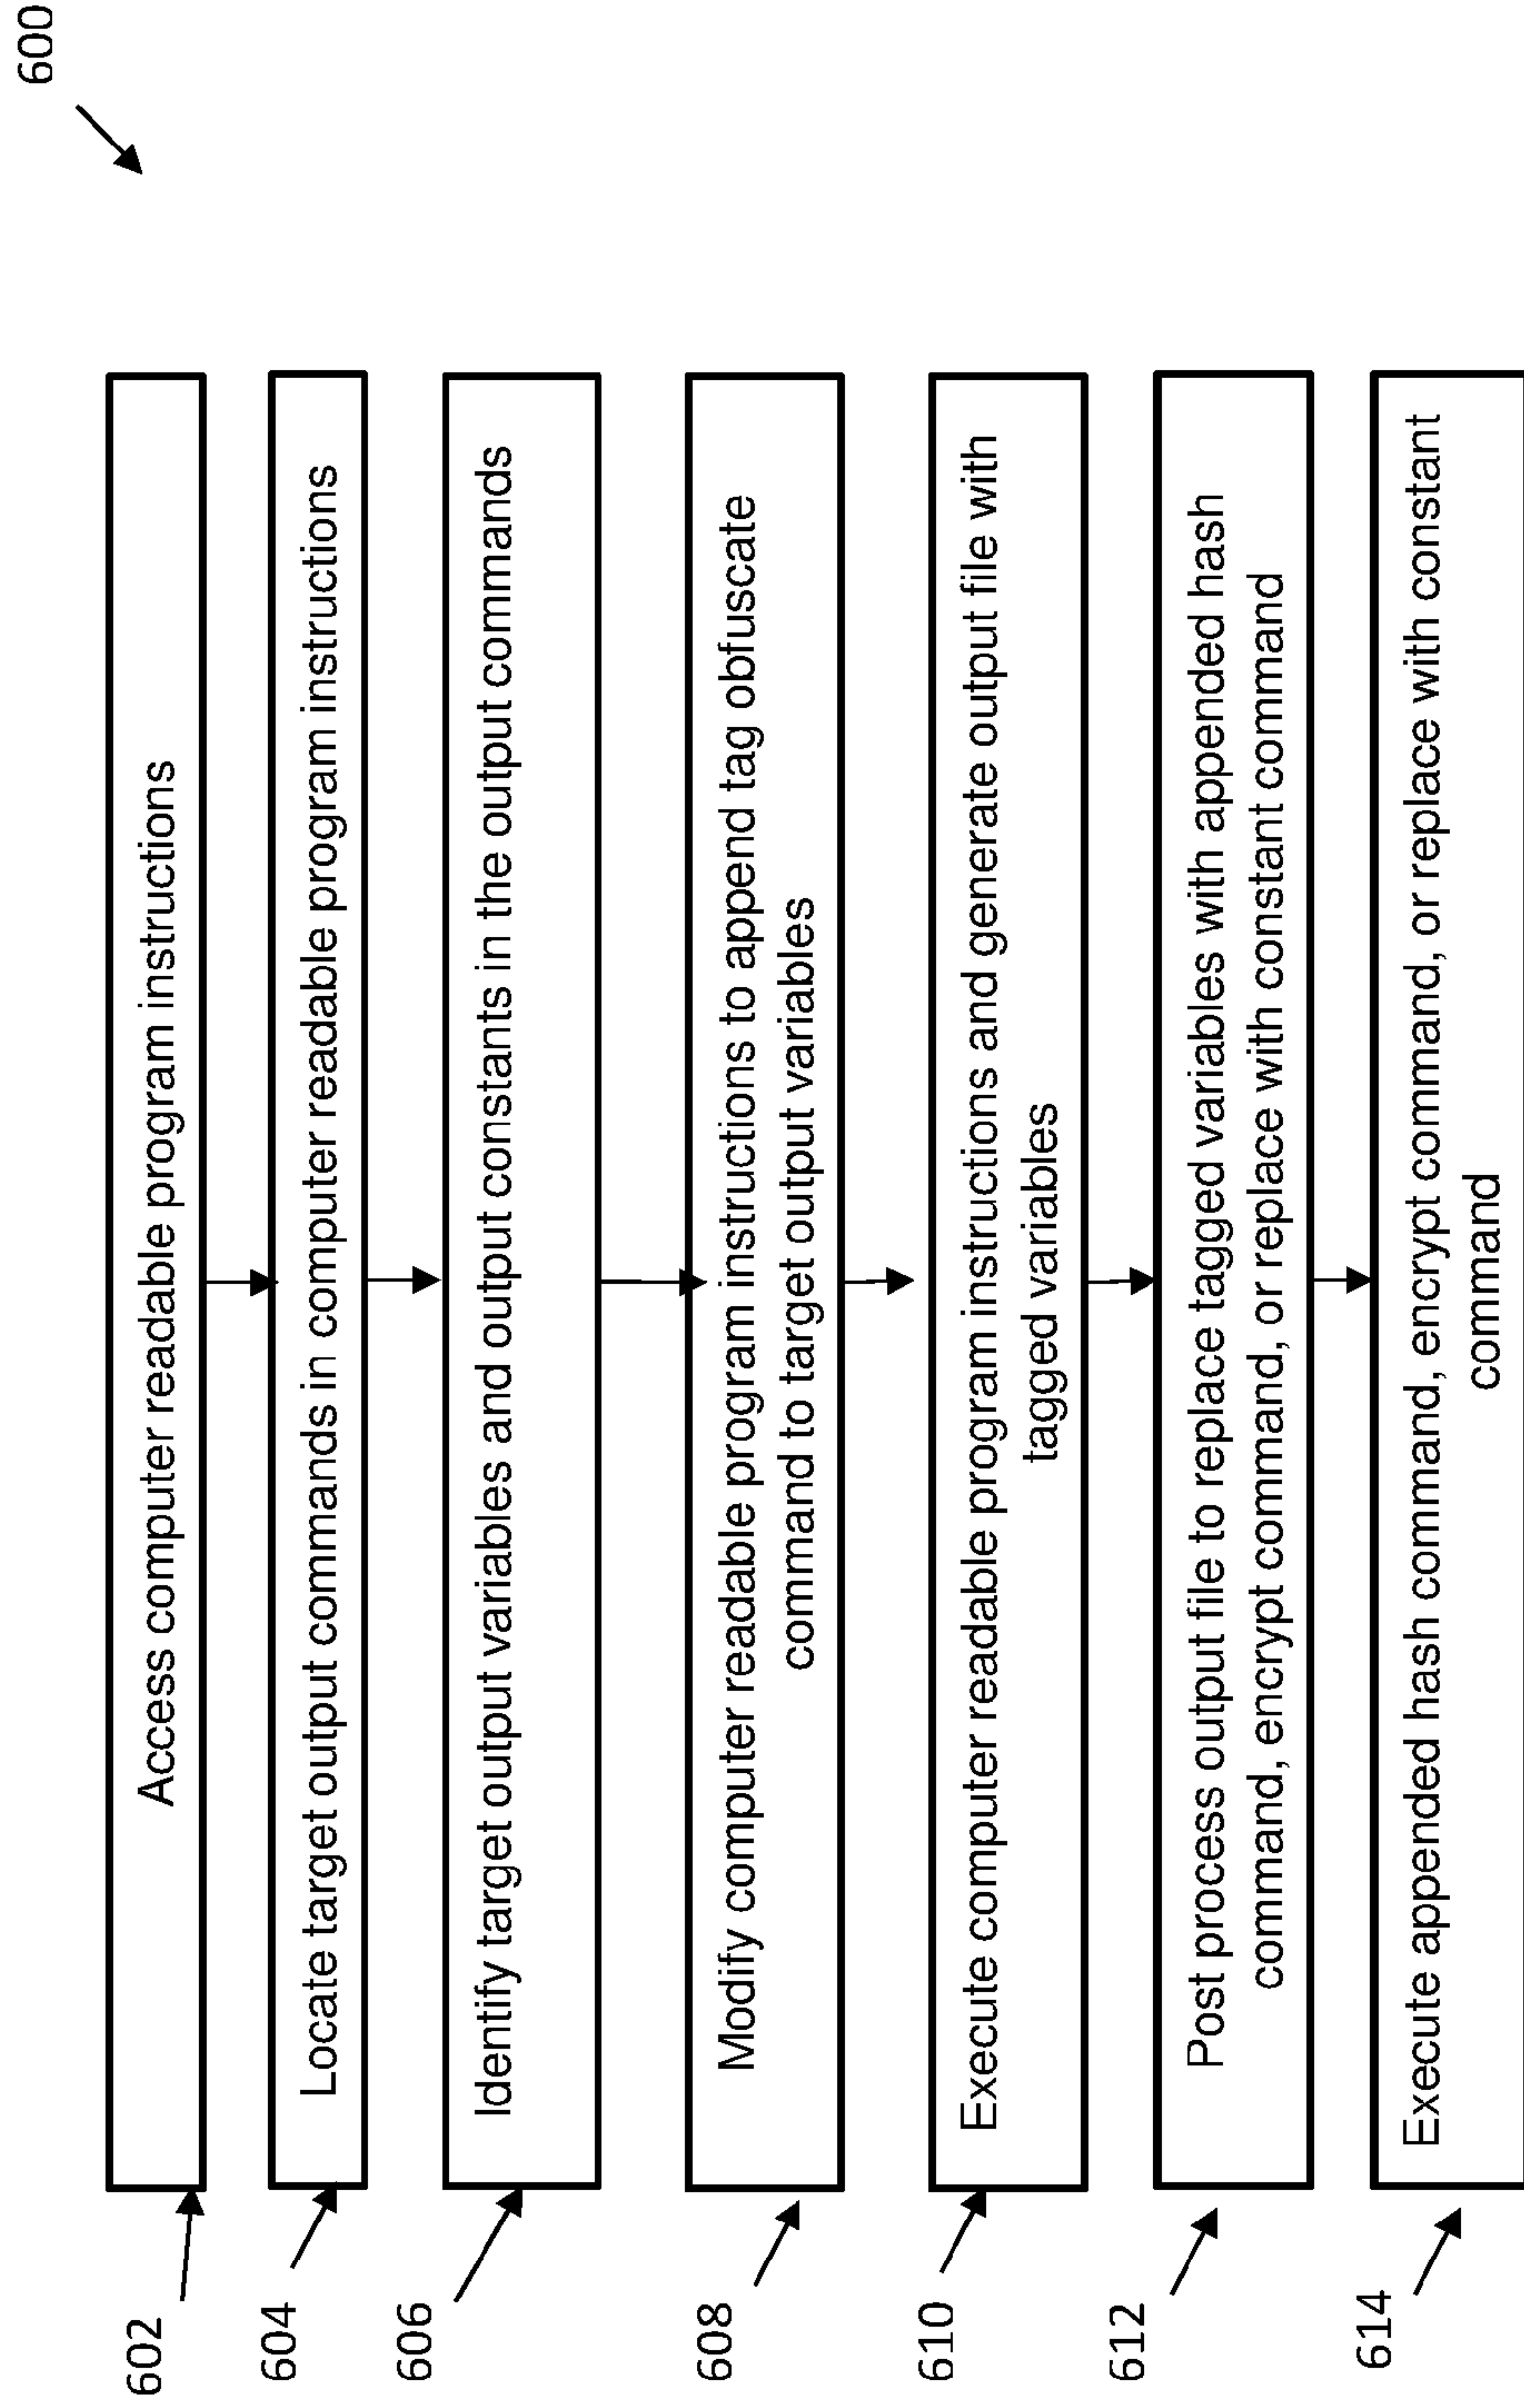 600
602
Access computer readable program instructions
604
Locate target output commands in computer readable program instructions
606
Identify target output variables and output constants in the output commands
608
Modify computer readable program instructions to append tag obfuscate
command to target output variables
610
Execute computer readable program instructions and generate output file with
tagged variables
612
Post process output file to replace tagged variables with appended hash
command, encrypt command, or replace with constant command
614
Execute appended hash command, encrypt command, or replace with constant
command